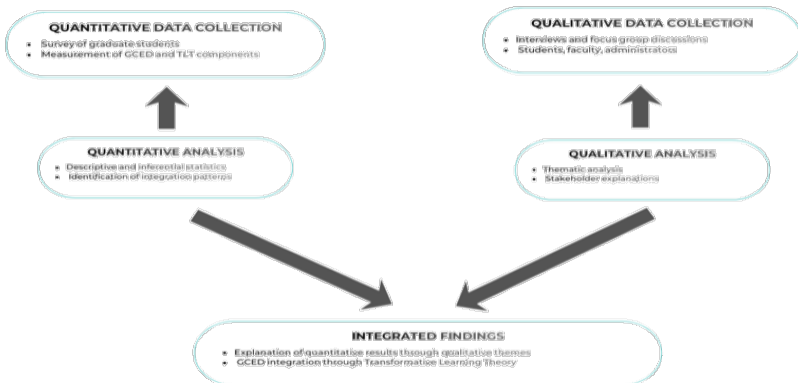 QUANTITATIVE DATA COLLECTION
• Survey of graduate students
• Measurement of GCED and TLT components
QUALITATIVE DATA COLLECTION
• Interviews and focus group discussions
• Students, faculty, administrators
QUANTITATIVE ANALYSIS
• Descriptive and inferential statistics
• Identification of integration patterns
QUALITATIVE ANALYSIS
• Thematic analysis
• Stakeholder explanations
INTEGRATED FINDINGS
• Explanation of quantitative results through qualitative themes
• GCED integration through Transformative Learning Theory